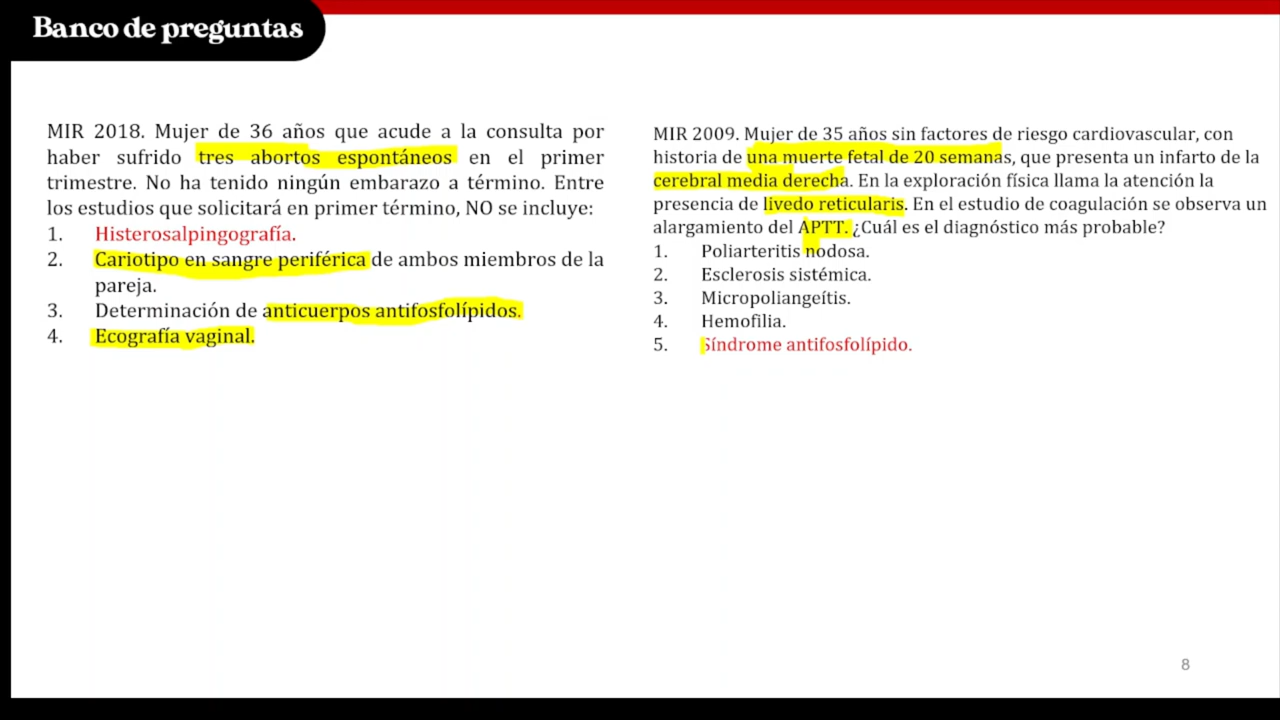 Banco de preguntas
MIR 2018. Mujer de 36 años que acude a la consulta por
haber sufrido tres abortos espontáneos en el primer
trimestre. No ha tenido ningún embarazo a término. Entre
los estudios que solicitará en primer término, NO se incluye:
1. Histerosalpingografía.
2. Cariotipo en sangre periférica de ambos miembros de la
pareja.
3. Determinación de anticuerpos antifosfolípidos.
4. Ecografía vaginal.
MIR 2009. Mujer de 35 años sin factores de riesgo cardiovascular, con
historia de una muerte fetal de 20 semanas, que presenta un infarto de la
cerebral media derecha. En la exploración física llama la atención la
presencia de livedo reticularis. En el estudio de coagulación se observa un
alargamiento del APTT. ¿Cuál es el diagnóstico más probable?
1. Poliarteritis nodosa.
2. Esclerosis sistémica.
3. Micropoliangeítis.
4. Hemofilia.
5. Síndrome antifosfolípido.
8